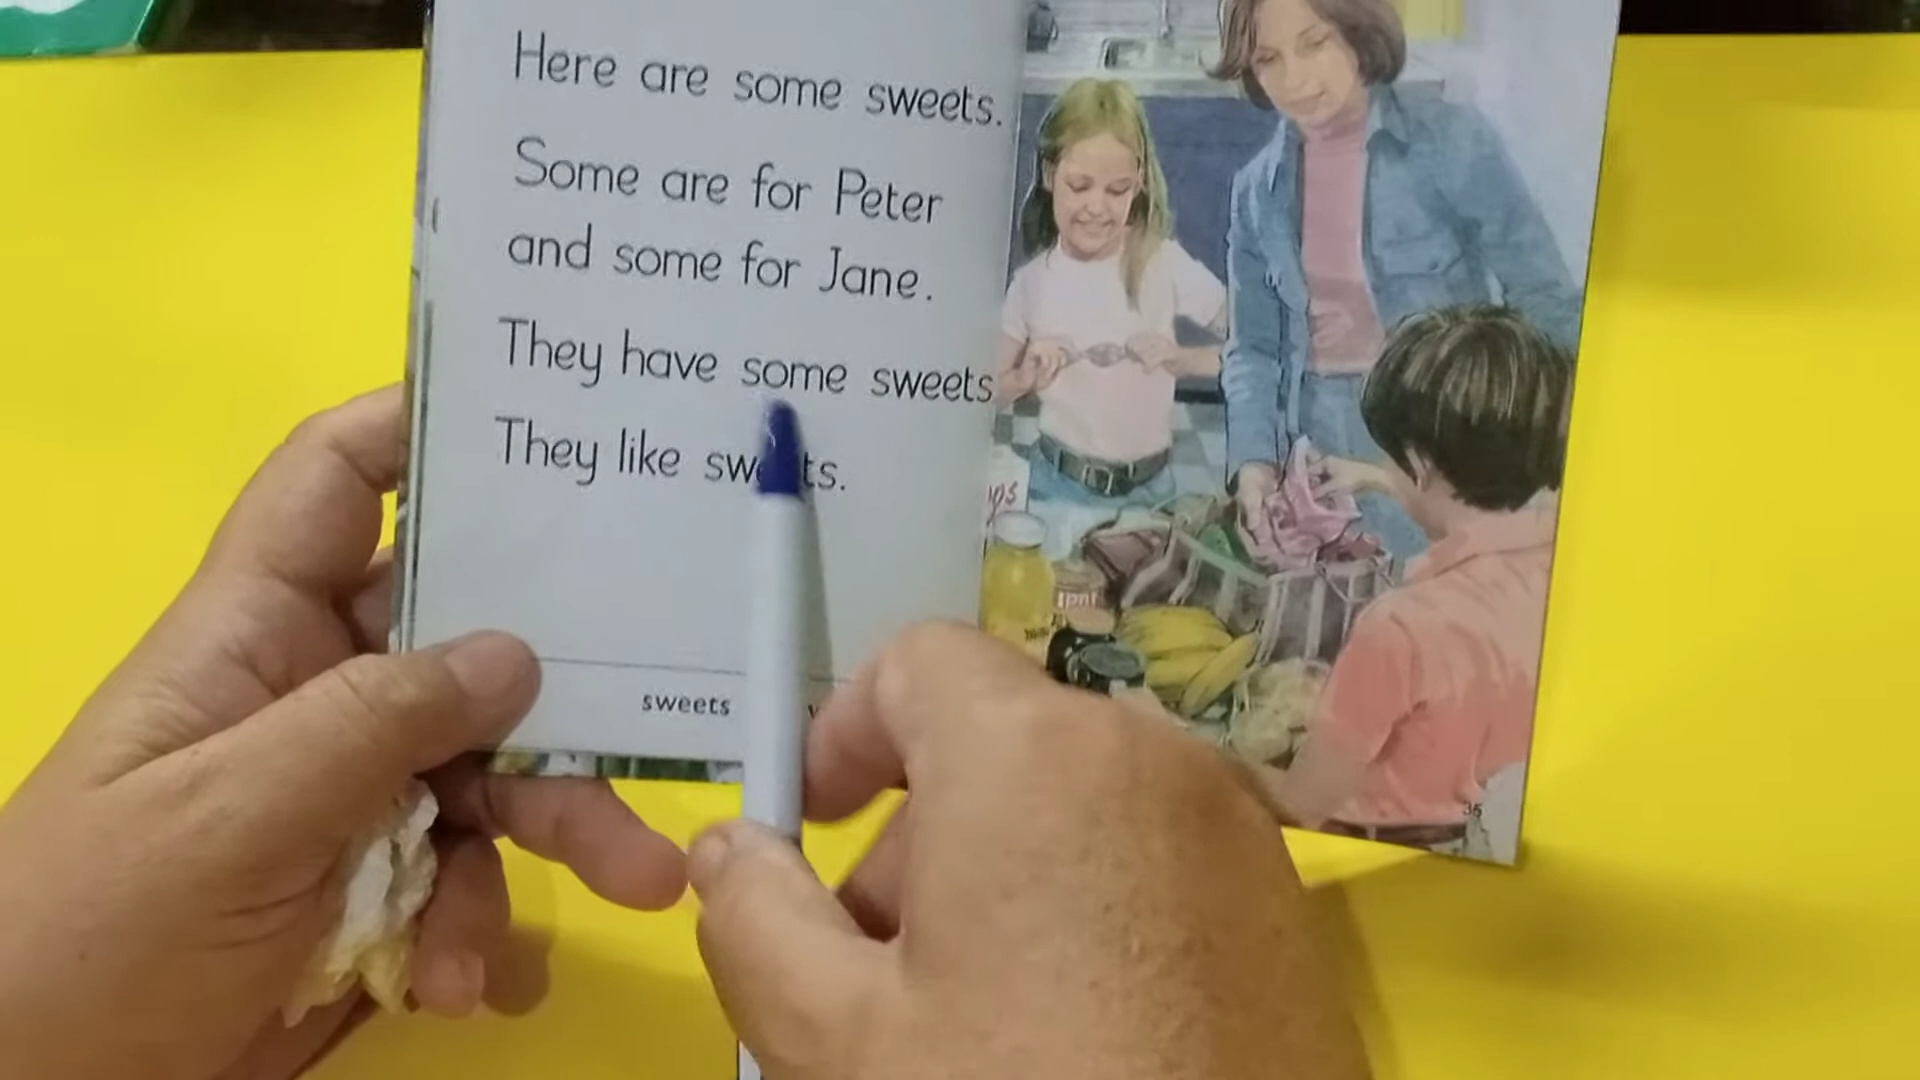 Here are some sweets.
Some are for Peter
and some for Jane.
They have some sweets
They like sweets.
sweets
35